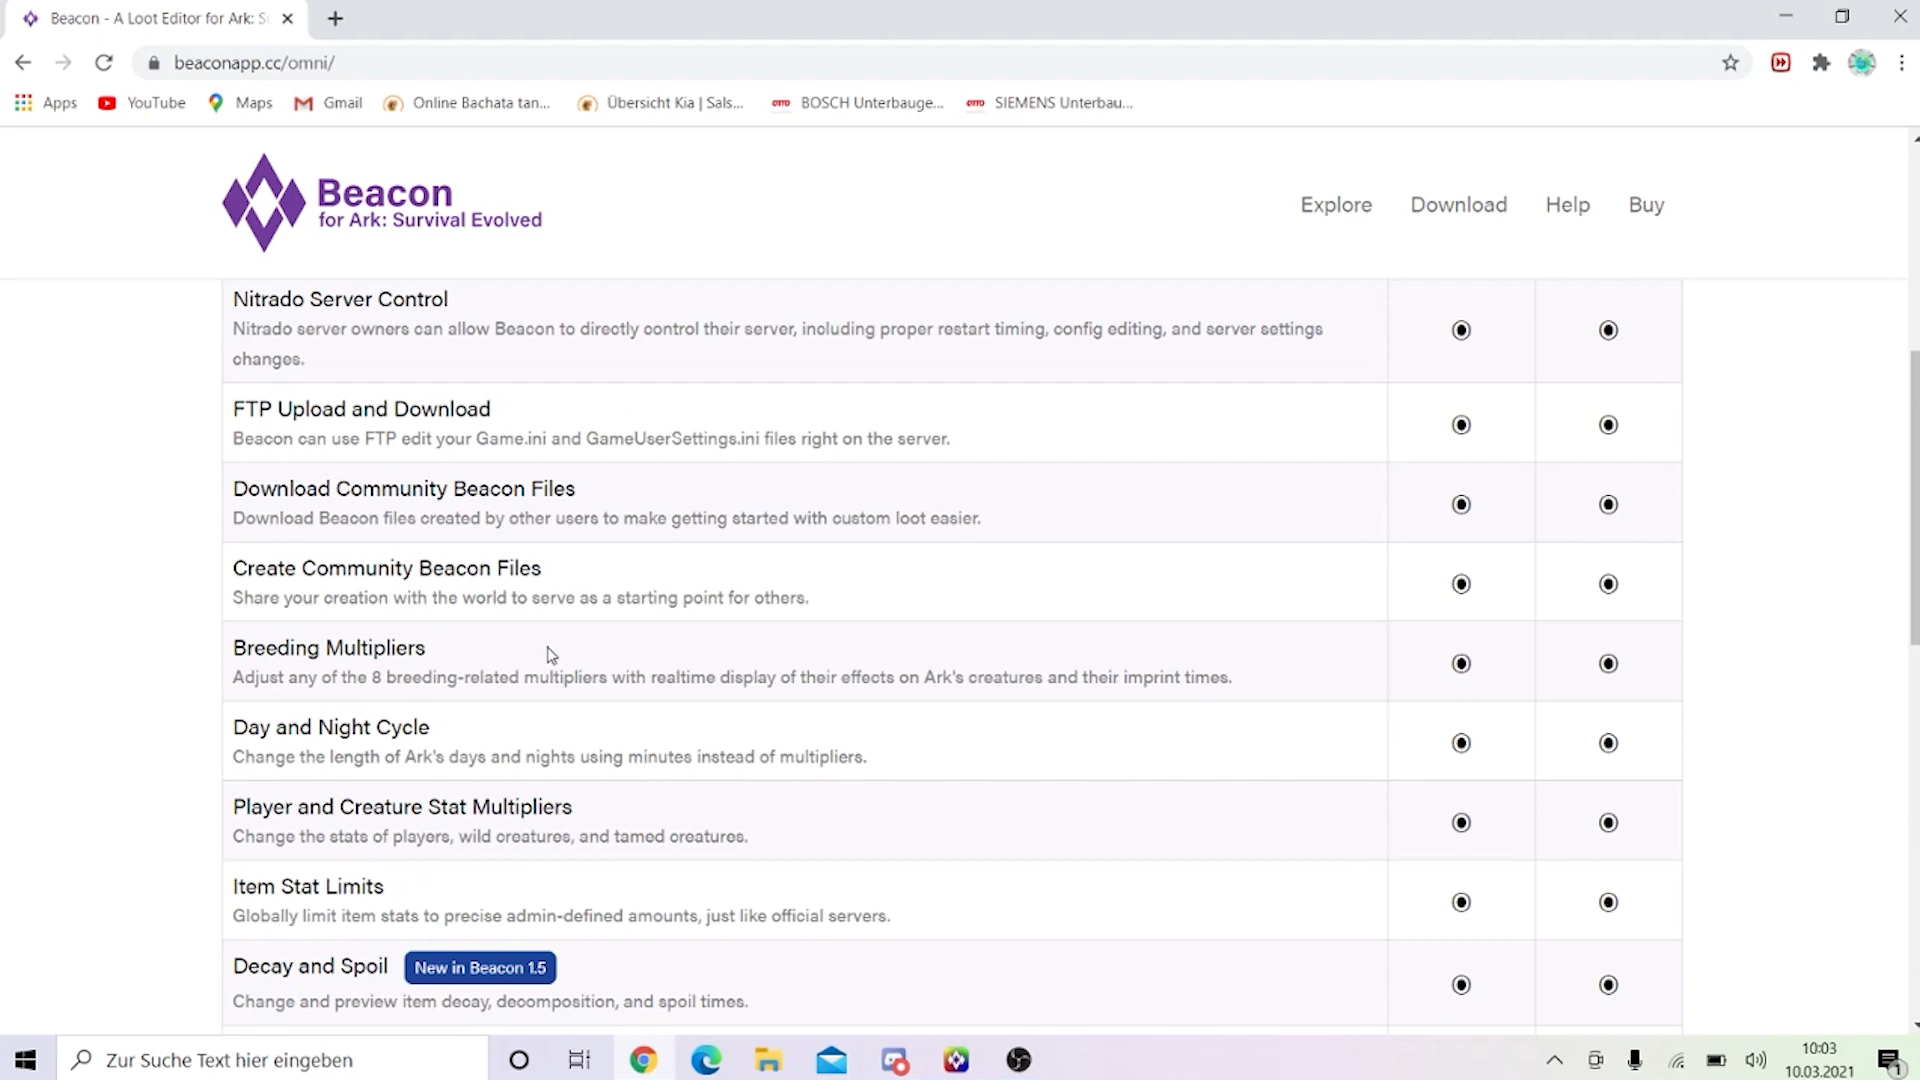 Beacon - A Loot Editor for Ark: S
beaconapp.cc/omni/
Apps YouTube Maps Gmail Online Bachata tan... Übersicht Kia | Sals... BOSCH Unterbauge... SIEMENS Unterbau...
Beacon
for Ark: Survival Evolved
Explore Download Help Buy
Nitrado Server Control
Nitrado server owners can allow Beacon to directly control their server, including proper restart timing, config editing, and server settings
changes.
FTP Upload and Download
Beacon can use FTP edit your Game.ini and GameUserSettings.ini files right on the server.
Download Community Beacon Files
Download Beacon files created by other users to make getting started with custom loot easier.
Create Community Beacon Files
Share your creation with the world to serve as a starting point for others.
Breeding Multipliers
Adjust any of the 8 breeding-related multipliers with realtime display of their effects on Ark's creatures and their imprint times.
Day and Night Cycle
Change the length of Ark's days and nights using minutes instead of multipliers.
Player and Creature Stat Multipliers
Change the stats of players, wild creatures, and tamed creatures.
Item Stat Limits
Globally limit item stats to precise admin-defined amounts, just like official servers.
Decay and Spoil New in Beacon 1.5
Change and preview item decay, decomposition, and spoil times.
Zur Suche Text hier eingeben
10:03
10.03.2021
1